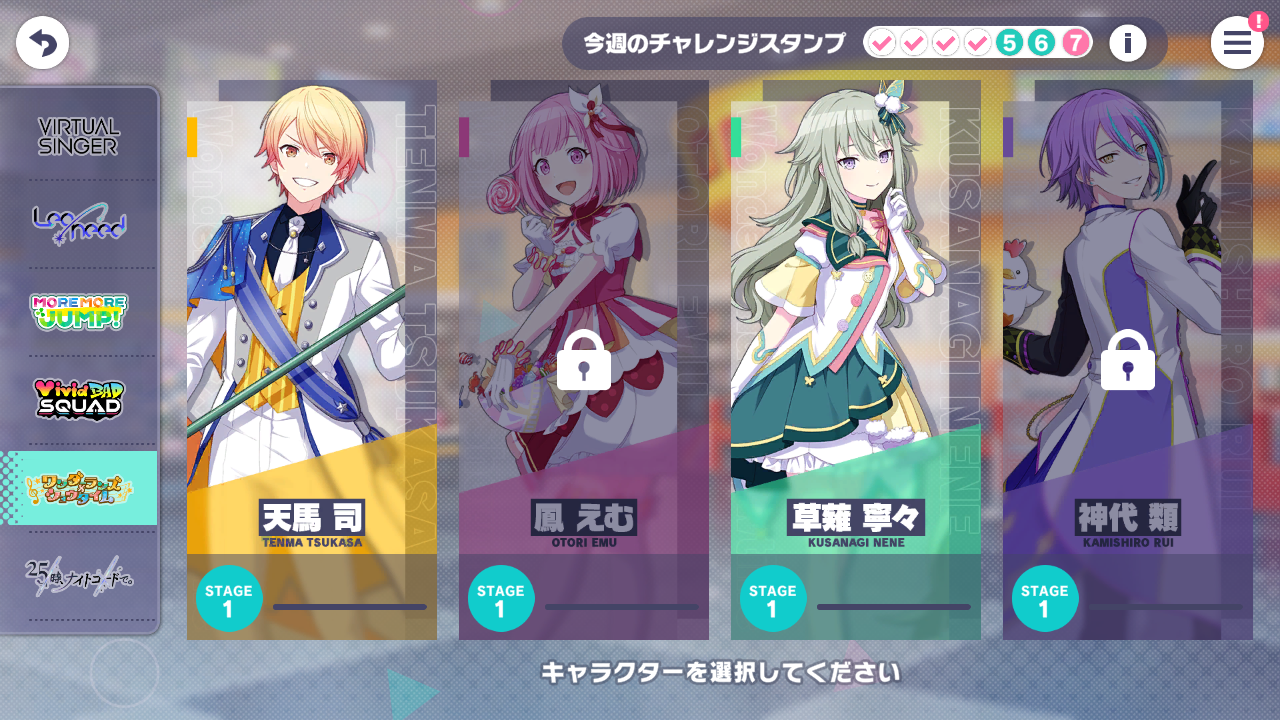 今週のチャレンジスタンプ
5 6 7
VIRTUAL
SINGER
Leo/need
MORE MORE
JUMP!
Vivid BAD
SQUAD
ワンダーランズ
×ショウタイム
25時、ナイトコードで。
TENMA TSUKASA
天馬 司
TENMA TSUKASA
STAGE
1
OTORI EMU
鳳 えむ
OTORI EMU
STAGE
1
KUSANAGI NENE
草薙 寧々
KUSANAGI NENE
STAGE
1
KAMISHIRO RUI
神代 類
KAMISHIRO RUI
STAGE
1
キャラクターを選択してください